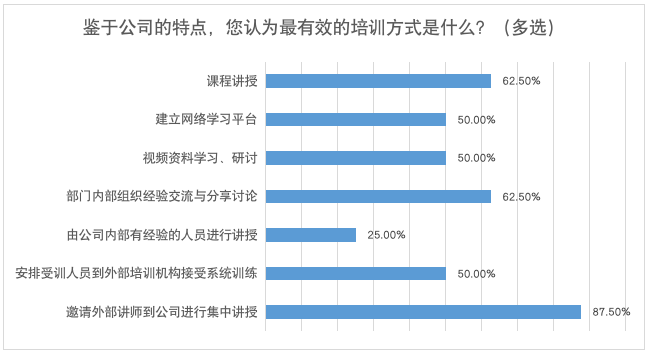 鉴于公司的特点，您认为最有效的培训方式是什么？（多选）
课程讲授 62.50%
建立网络学习平台 50.00%
视频资料学习、研讨 50.00%
部门内部组织经验交流与分享讨论 62.50%
由公司内部有经验的人员进行讲授 25.00%
安排受训人员到外部培训机构接受系统训练 50.00%
邀请外部讲师到公司进行集中讲授 87.50%